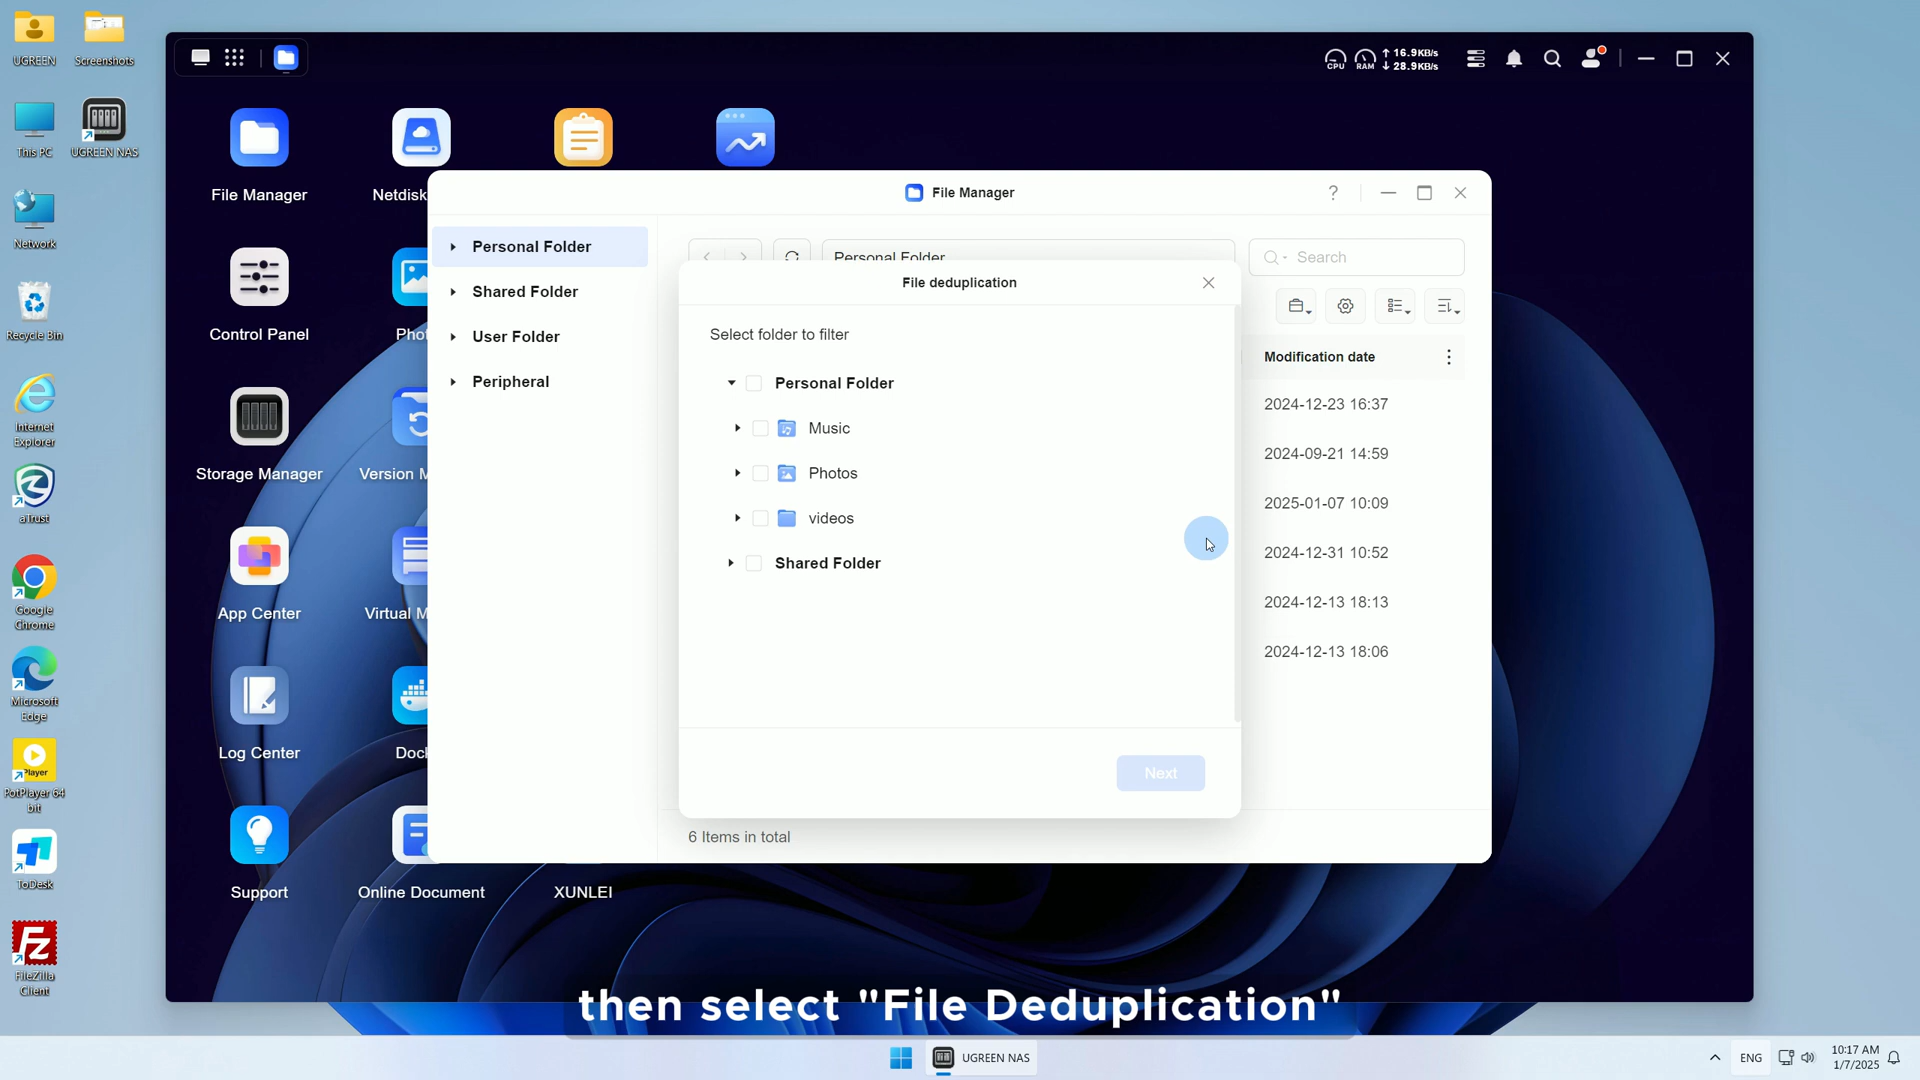 UGREEN
Screenshots
This PC
UGREEN NAS
Network
Recycle Bin
Internet
Explorer
aTrust
Google
Chrome
Microsoft
Edge
Player
PotPlayer 64
bit
ToDesk
FileZilla
Client
CPU
RAM
16.9KB/s
28.9KB/s
File Manager
Netdisk
Control Panel
Phot
Storage Manager
Version M
App Center
Virtual M
Log Center
Dock
Support
Online Document
XUNLEI
File Manager
?
Personal Folder
Shared Folder
User Folder
Peripheral
Personal Folder
Search
Modification date
2024-12-23 16:37
2024-09-21 14:59
2025-01-07 10:09
2024-12-31 10:52
2024-12-13 18:13
2024-12-13 18:06
6 Items in total
File deduplication
Select folder to filter
Personal Folder
Music
Photos
videos
Shared Folder
Next
then select "File Deduplication"
UGREEN NAS
ENG
10:17 AM
1/7/2025